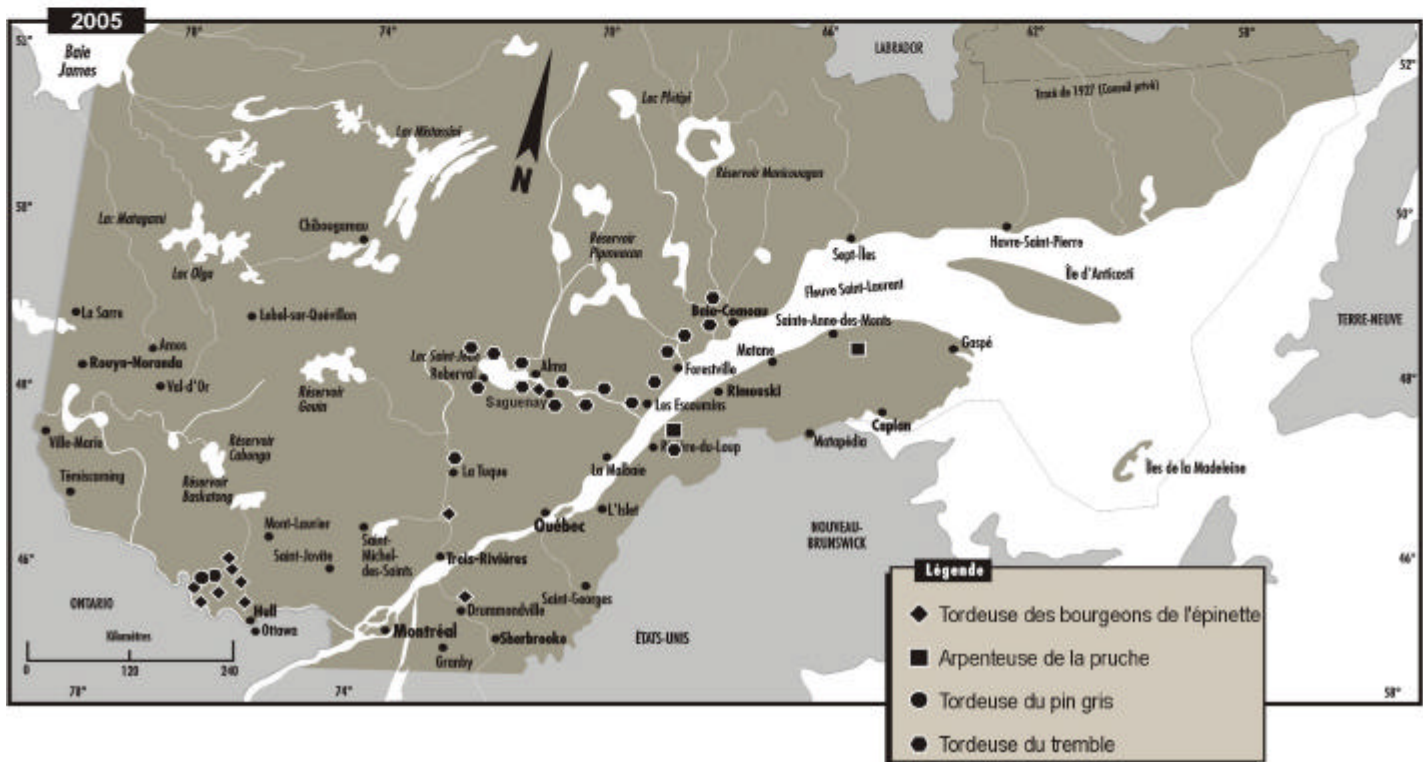 2005
52°
78°
74°
70°
66°
62°
58°
Baie
James
LABRADOR
52°
Tracé de 1927 (Conseil privé)
Lac Plétipi
Lac Mistassini
N
Réservoir Manicouagan
50°
50°
Lac Matagami
Chibougamau
Réservoir
Pipmuacan
Sept-Îles
Havre-Saint-Pierre
Lac Olga
Île d'Anticosti
Fleuve Saint-Laurent
La Sarre
Lebel-sur-Quévillon
Baie-Comeau
Sainte-Anne-des-Monts
TERRE-NEUVE
Amos
Rouyn-Noranda
Lac Saint-Jean
Alma
Matane
Gaspé
Roberval
Forestville
48°
Val-d'Or
Réservoir
Gouin
Saguenay
Rimouski
48°
Les Escoumins
Caplan
Ville-Marie
Réservoir
Cabonga
Rivière-du-Loup
Matapédia
La Tuque
La Malbaie
Îles de la Madeleine
Témiscaming
Réservoir
Baskatong
L'Islet
Québec
Mont-Laurier
Saint-
Michel-
des-Saints
NOUVEAU-
BRUNSWICK
Saint-Jovite
46°
Trois-Rivières
46°
Légende
Saint-Georges
ONTARIO
Hull
Drummondville
Tordeuse des bourgeons de l'épinette
Ottawa
Montréal
Sherbrooke
ÉTATS-UNIS
Kilomètres
Granby
Arpenteuse de la pruche
0
120
240
78°
74°
58°
Tordeuse du pin gris
Tordeuse du tremble